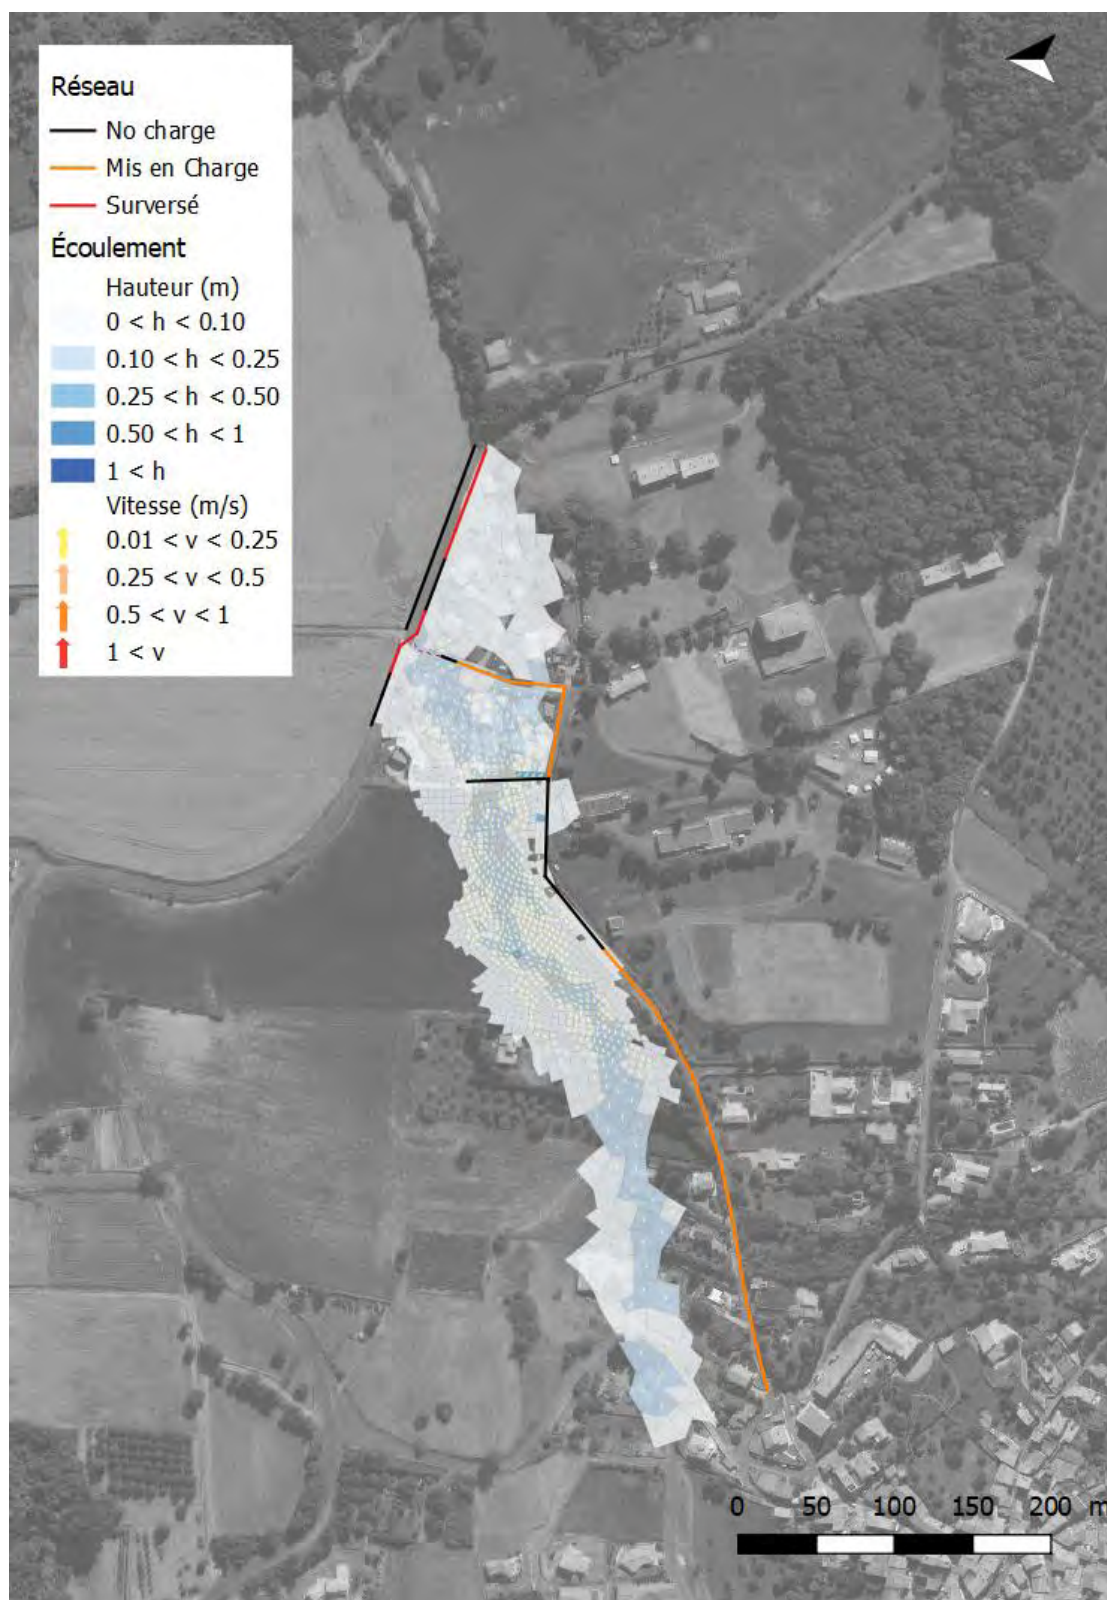 Réseau
No charge
Mis en Charge
Surversé
Écoulement
Hauteur (m)
0 < h < 0.10
0.10 < h < 0.25
0.25 < h < 0.50
0.50 < h < 1
1 < h
Vitesse (m/s)
0.01 < v < 0.25
0.25 < v < 0.5
0.5 < v < 1
1 < v
0 50 100 150 200 m